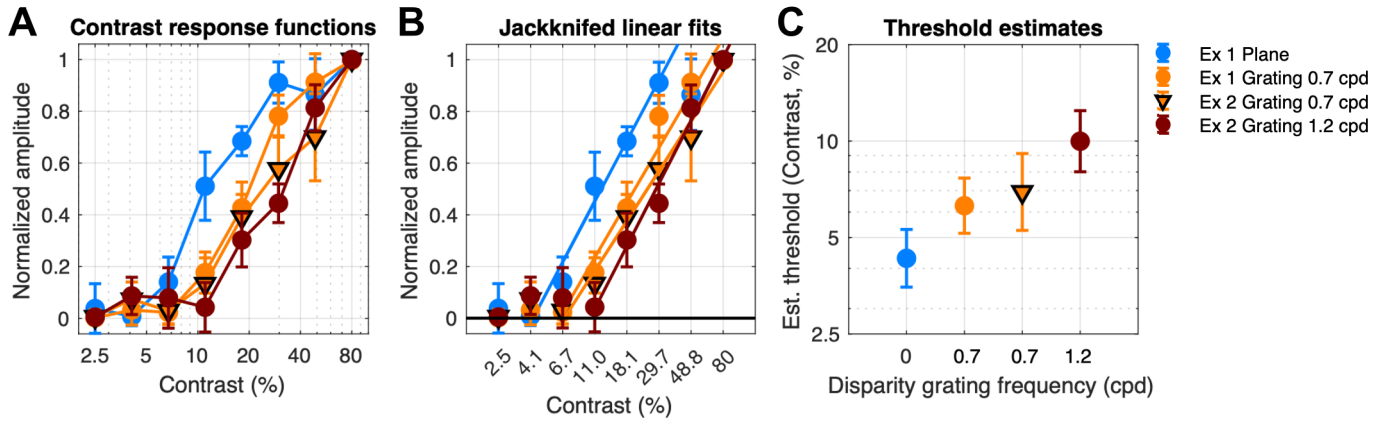 A
Contrast response functions
Normalized amplitude
1
0.8
0.6
0.4
0.2
0
2.5 5 10 20 40 80
Contrast (%)
B
Jackknifed linear fits
Normalized amplitude
1
0.8
0.6
0.4
0.2
0
2.5 4.1 6.7 11.0 18.1 29.7 48.8 80
Contrast (%)
C
Threshold estimates
Est. threshold (Contrast, %)
20
10
5
2.5
0 0.7 0.7 1.2
Disparity grating frequency (cpd)
Ex 1 Plane
Ex 1 Grating 0.7 cpd
Ex 2 Grating 0.7 cpd
Ex 2 Grating 1.2 cpd